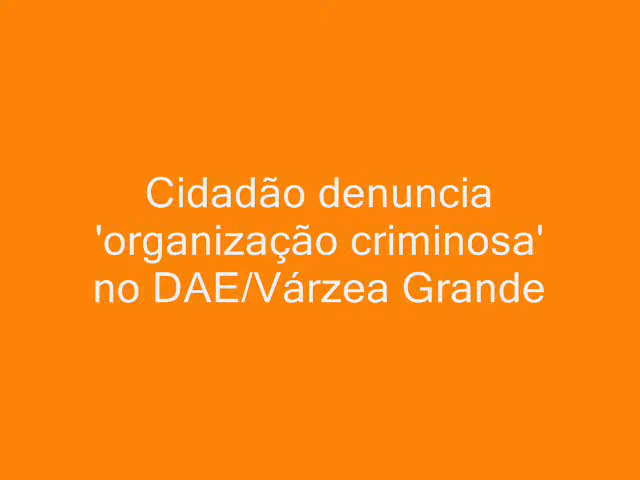 Cidadão denuncia
'organização criminosa'
no DAE/Várzea Grande